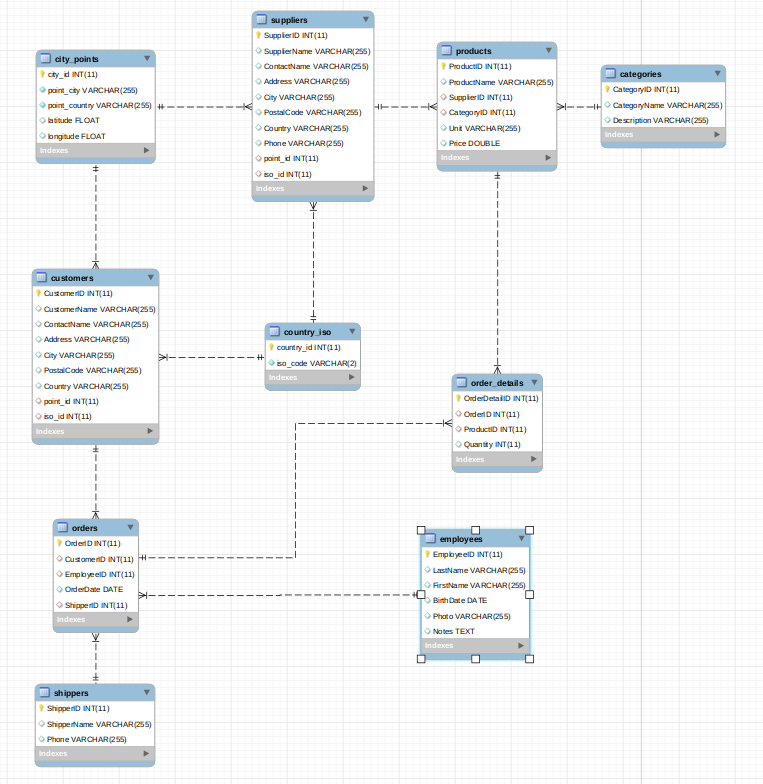 suppliers
SupplierID INT(11)
SupplierName VARCHAR(255)
ContactName VARCHAR(255)
Address VARCHAR(255)
City VARCHAR(255)
PostalCode VARCHAR(255)
Country VARCHAR(255)
Phone VARCHAR(255)
point_id INT(11)
iso_id INT(11)
Indexes
products
ProductID INT(11)
ProductName VARCHAR(255)
SupplierID INT(11)
CategoryID INT(11)
Unit VARCHAR(255)
Price DOUBLE
Indexes
city_points
city_id INT(11)
point_city VARCHAR(255)
point_country VARCHAR(255)
latitude FLOAT
longitude FLOAT
Indexes
categories
CategoryID INT(11)
CategoryName VARCHAR(255)
Description VARCHAR(255)
Indexes
customers
CustomerID INT(11)
CustomerName VARCHAR(255)
ContactName VARCHAR(255)
Address VARCHAR(255)
City VARCHAR(255)
PostalCode VARCHAR(255)
Country VARCHAR(255)
point_id INT(11)
iso_id INT(11)
Indexes
country_iso
country_id INT(11)
iso_code VARCHAR(2)
Indexes
order_details
OrderDetailID INT(11)
OrderID INT(11)
ProductID INT(11)
Quantity INT(11)
Indexes
orders
OrderID INT(11)
CustomerID INT(11)
EmployeeID INT(11)
OrderDate DATE
ShipperID INT(11)
Indexes
employees
EmployeeID INT(11)
LastName VARCHAR(255)
FirstName VARCHAR(255)
BirthDate DATE
Photo VARCHAR(255)
Notes TEXT
Indexes
shippers
ShipperID INT(11)
ShipperName VARCHAR(255)
Phone VARCHAR(255)
Indexes